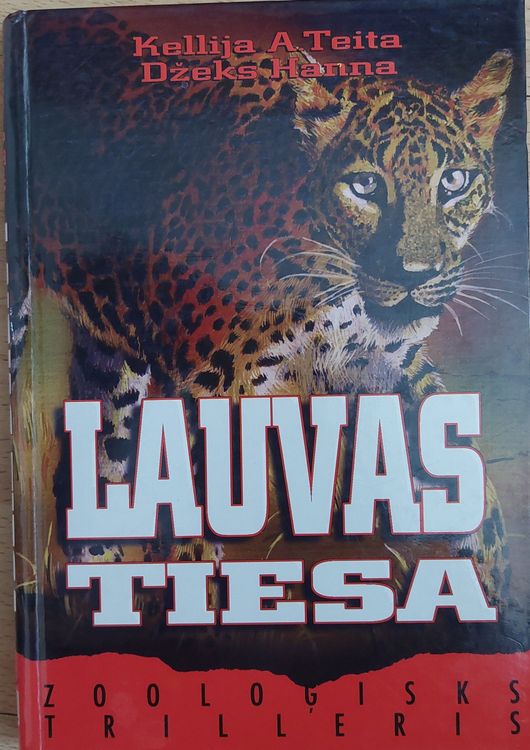 Kellija A.Teita
Džeks Hanna
LAUVAS
TIESA
ZOOLOĢISKS
TRILLERIS